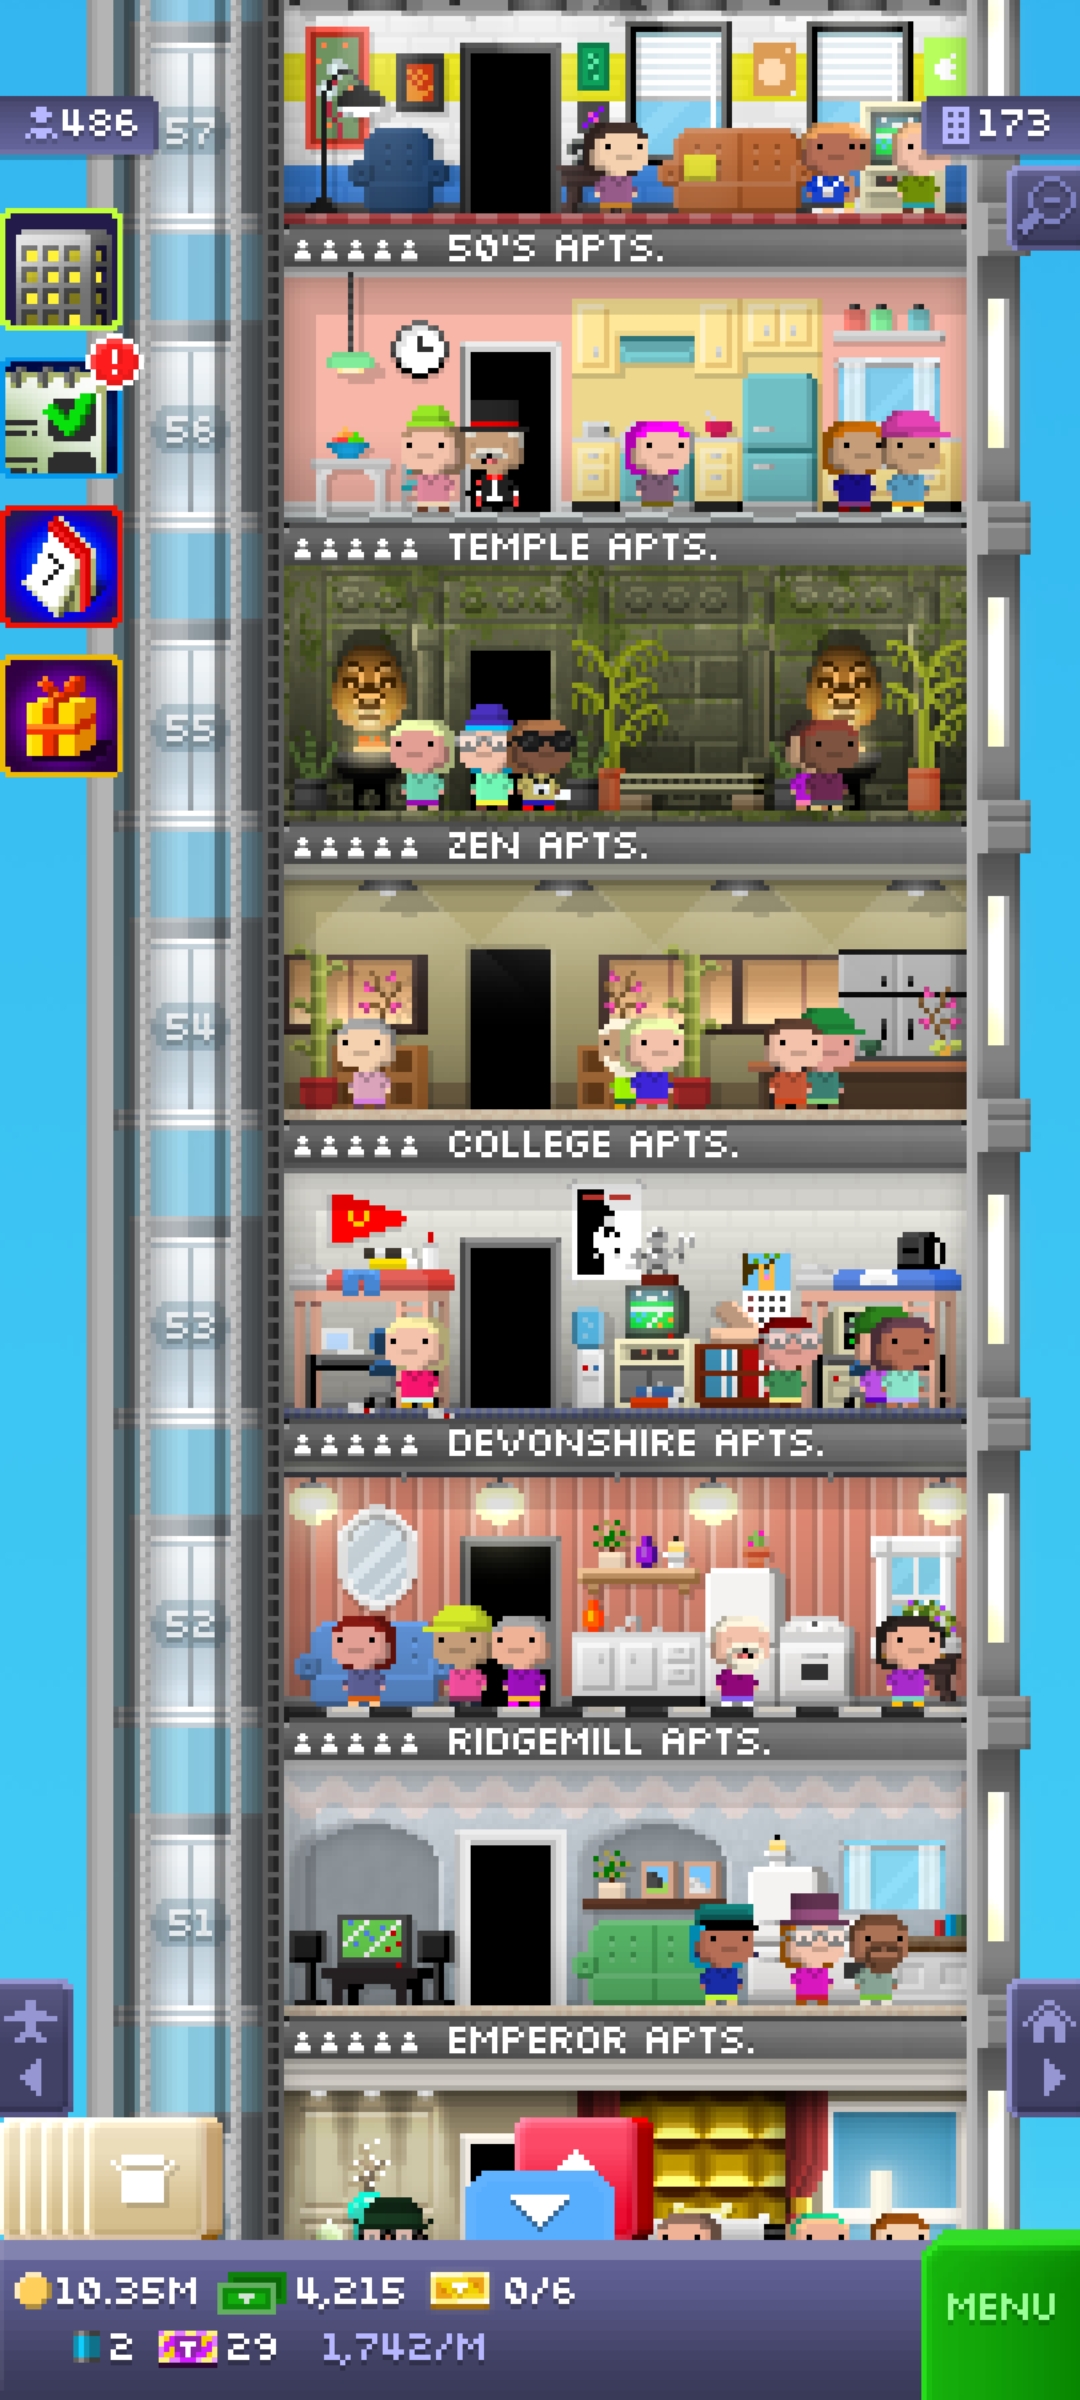 57
486
173
50'S APTS.
56
TEMPLE APTS.
55
ZEN APTS.
54
COLLEGE APTS.
53
DEVONSHIRE APTS.
52
RIDGEMILL APTS.
51
EMPEROR APTS.
10.35M 4,215 0/6
2 29 1,742/M
MENU